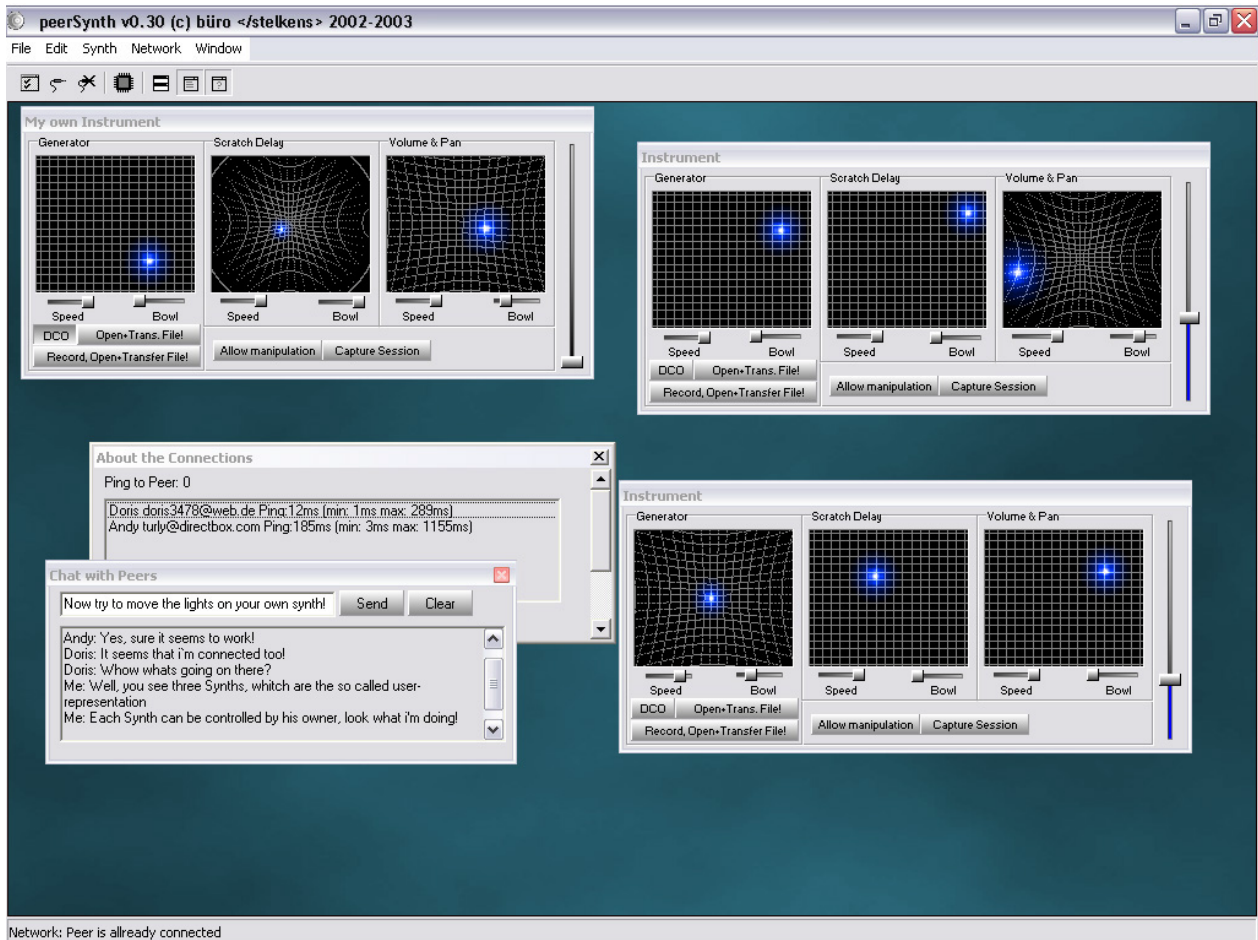 peerSynth v0.30 (c) büro </stelkens> 2002-2003
File Edit Synth Network Window
My own Instrument
Generator Scratch Delay Volume & Pan
Speed Bowl Speed Bowl Speed Bowl
DCO Open+Trans. File!
Record, Open+Transfer File! Allow manipulation Capture Session
Instrument
Generator Scratch Delay Volume & Pan
Speed Bowl Speed Bowl Speed Bowl
DCO Open+Trans. File!
Record, Open+Transfer File! Allow manipulation Capture Session
About the Connections
Ping to Peer: 0
Doris doris3478@web.de Ping:12ms (min: 1ms max: 289ms)
Andy turly@directbox.com Ping:185ms (min: 3ms max: 1155ms)
Chat with Peers
Now try to move the lights on your own synth! Send Clear
Andy: Yes, sure it seems to work!
Doris: It seems that i`m connected too!
Doris: Whow whats going on there?
Me: Well, you see three Synths, whitch are the so called user-
representation
Me: Each Synth can be controlled by his owner, look what i'm doing!
Instrument
Generator Scratch Delay Volume & Pan
Speed Bowl Speed Bowl Speed Bowl
DCO Open+Trans. File!
Record, Open+Transfer File! Allow manipulation Capture Session
Network: Peer is allready connected